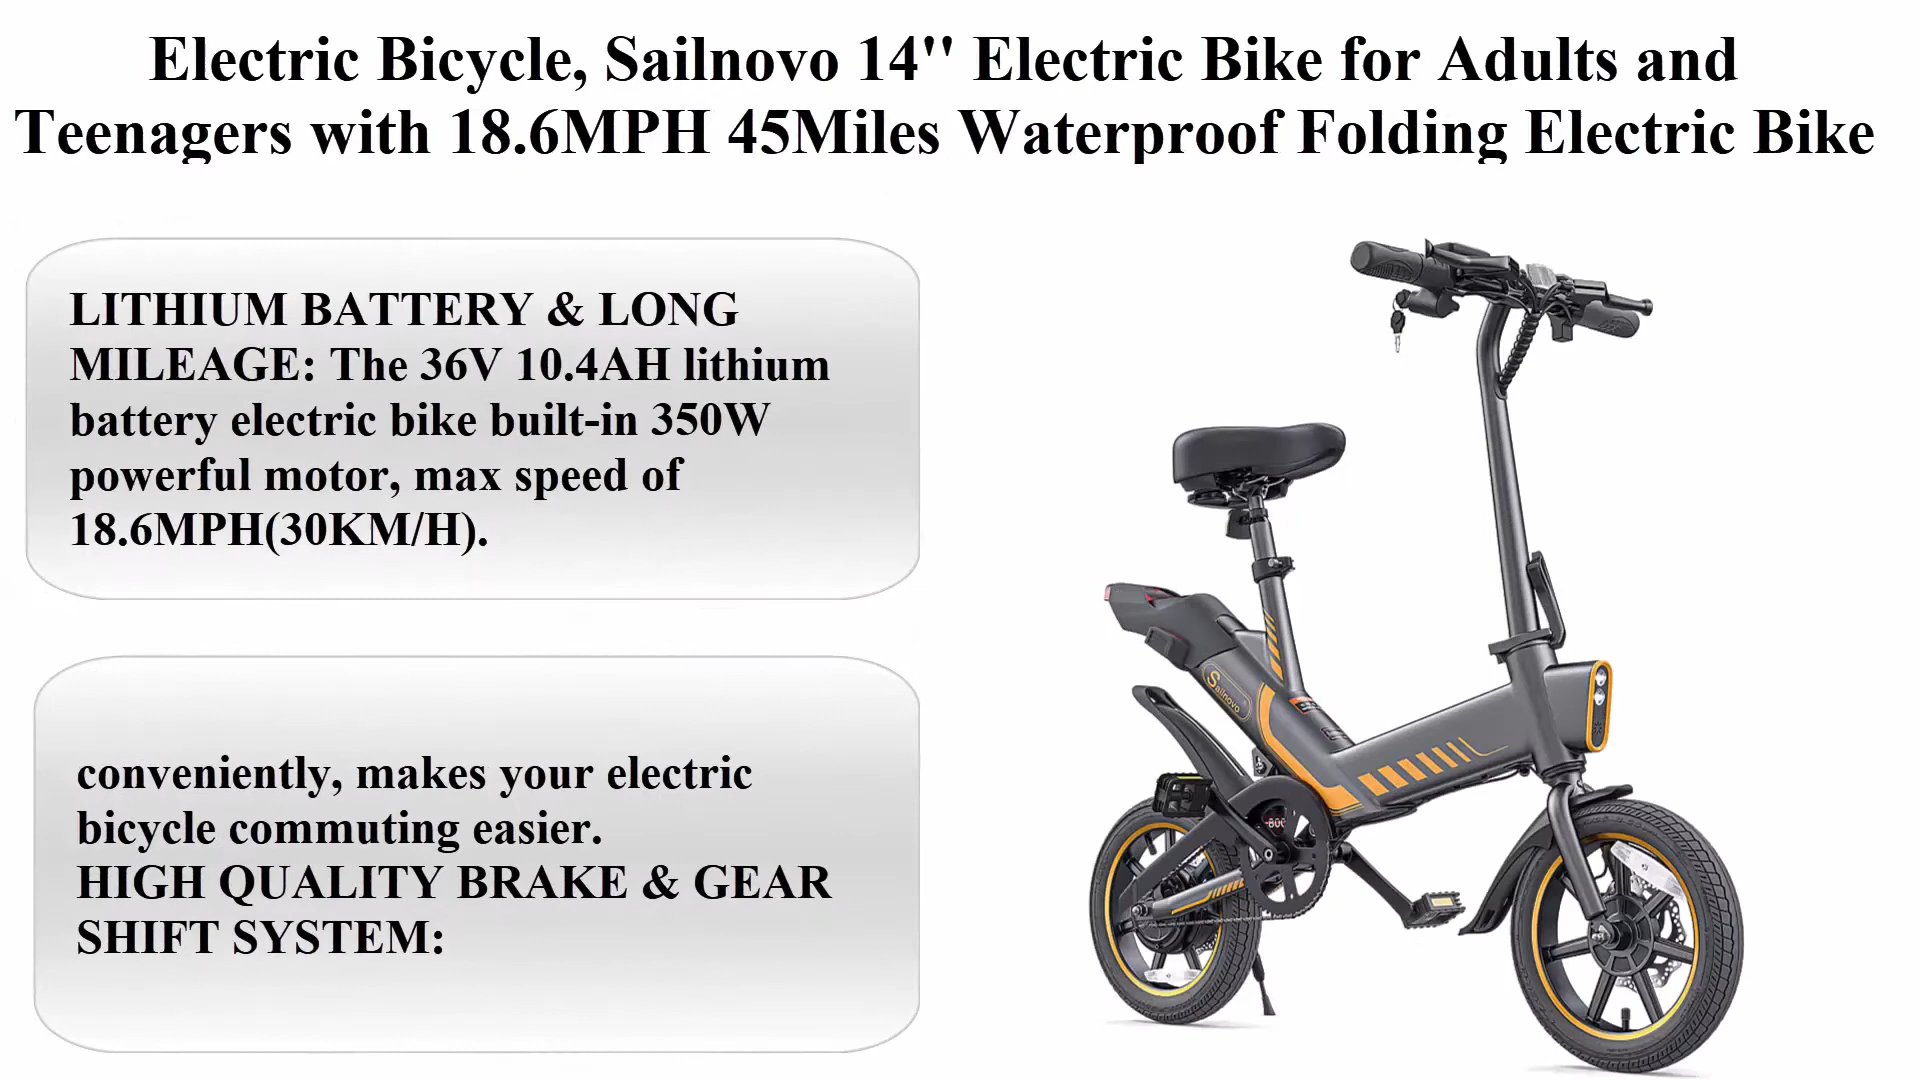 Electric Bicycle, Sailnovo 14'' Electric Bike for Adults and
Teenagers with 18.6MPH 45Miles Waterproof Folding Electric Bike
LITHIUM BATTERY & LONG
MILEAGE: The 36V 10.4AH lithium
battery electric bike built-in 350W
powerful motor, max speed of
18.6MPH(30KM/H).
conveniently, makes your electric
bicycle commuting easier.
HIGH QUALITY BRAKE & GEAR
SHIFT SYSTEM:
Sailnovo